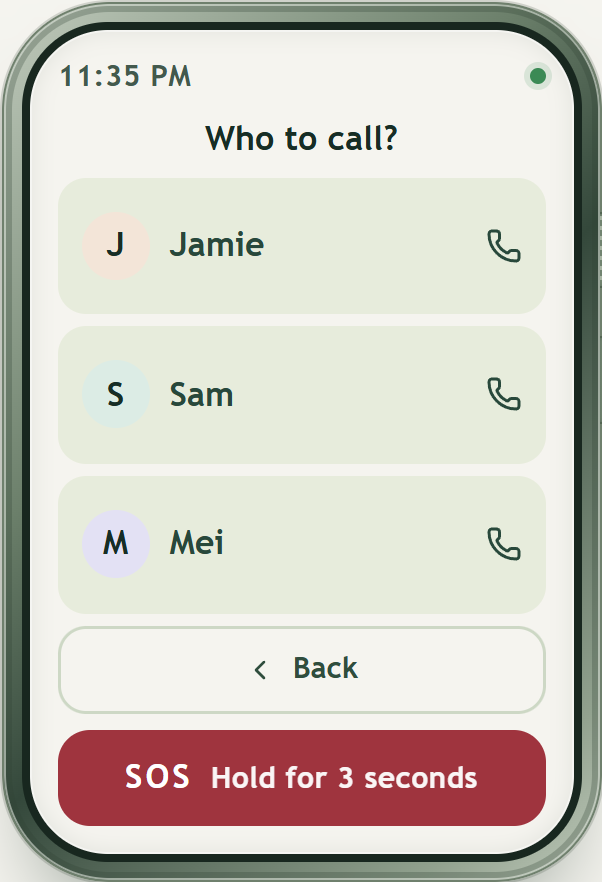 11:35 PM
Who to call?
J Jamie
S Sam
M Mei
Back
SOS Hold for 3 seconds